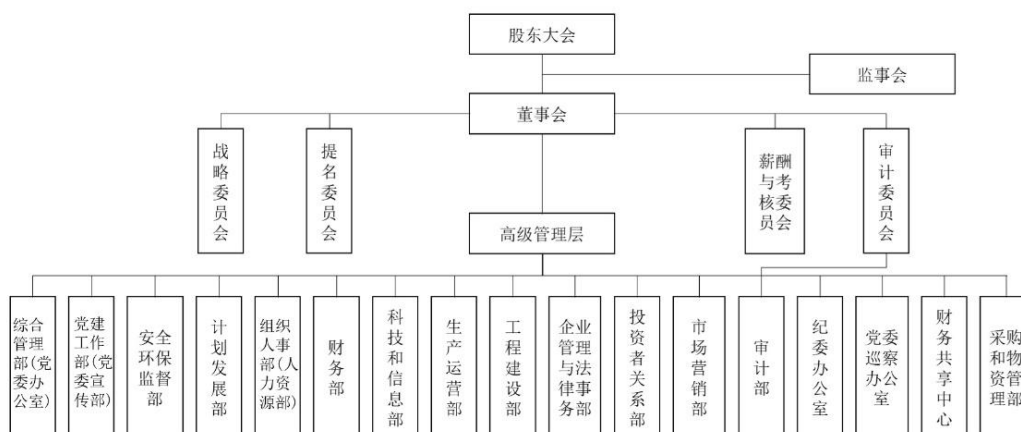 股东大会
监事会
董事会
战略委员会
提名委员会
薪酬与考核委员会
审计委员会
高级管理层
综合管理部(党委办公室)
党建工作部(党委宣传部)
安全环保监督部
计划发展部
组织人事部(人力资源部)
财务部
科技和信息部
生产运营部
工程建设部
企业管理与法律事务部
投资者关系部
市场营销部
审计部
纪委办公室
党委巡察办公室
财务共享中心
采购和物资管理部